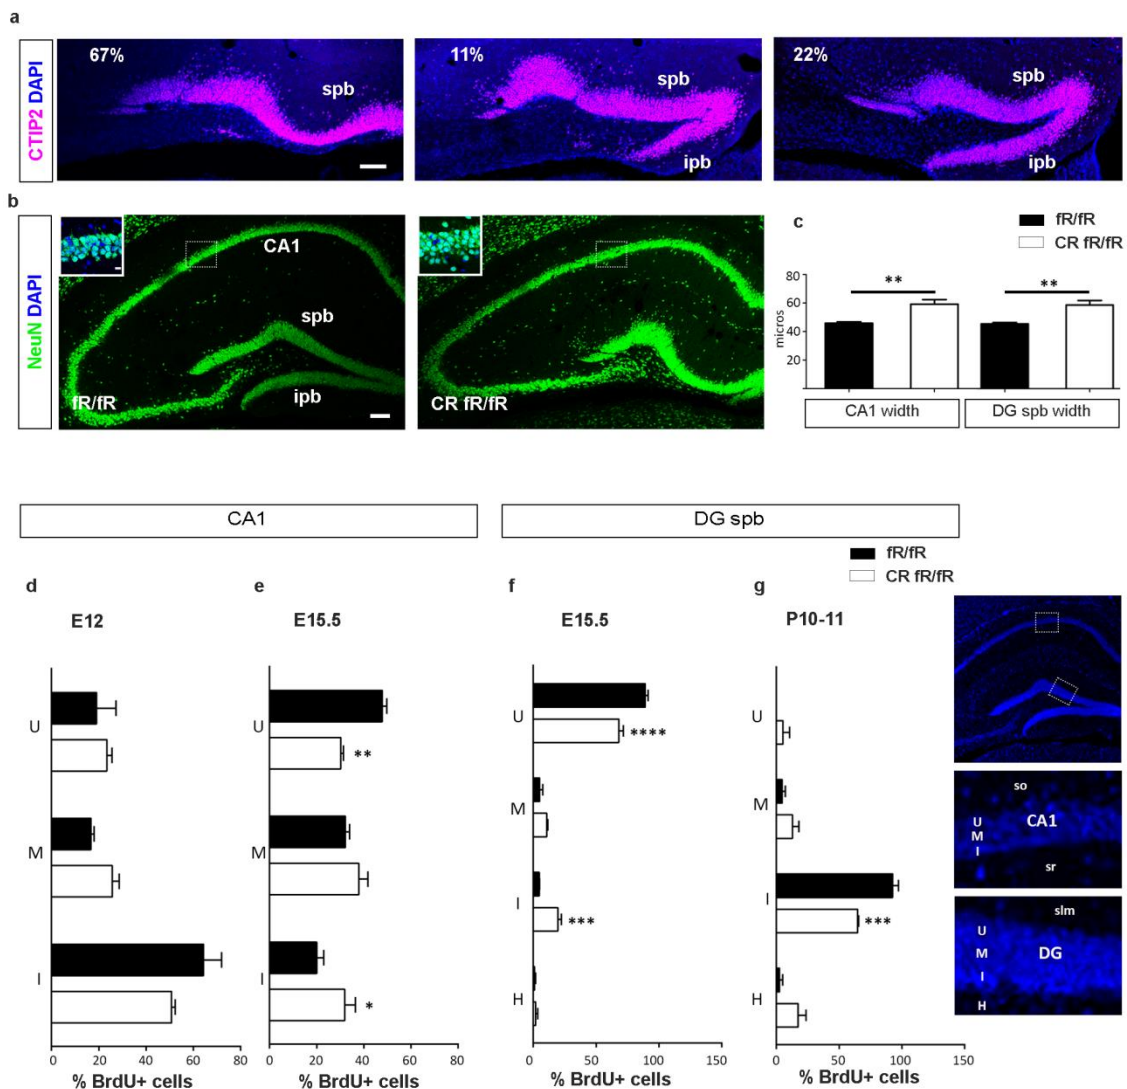 a
CTIP2 DAPI
67%
spb
11%
spb
ipb
22%
spb
ipb
b
NeuN DAPI
CA1
spb
ipb
fR/fR
CR fR/fR
c
fR/fR
CR fR/fR
micros
80
60
40
20
**
**
CA1 width
DG spb width
CA1
DG spb
fR/fR
CR fR/fR
d
E12
U
M
I
0 20 40 60 80
% BrdU+ cells
e
E15.5
U
**
M
I
*
0 20 40 60 80
% BrdU+ cells
f
E15.5
U
****
M
I
***
H
0 50 100 150
% BrdU+ cells
g
P10-11
U
M
I
***
H
0 50 100 150
% BrdU+ cells
so
U
CA1
M
I
sr
slm
U
M
DG
I
H